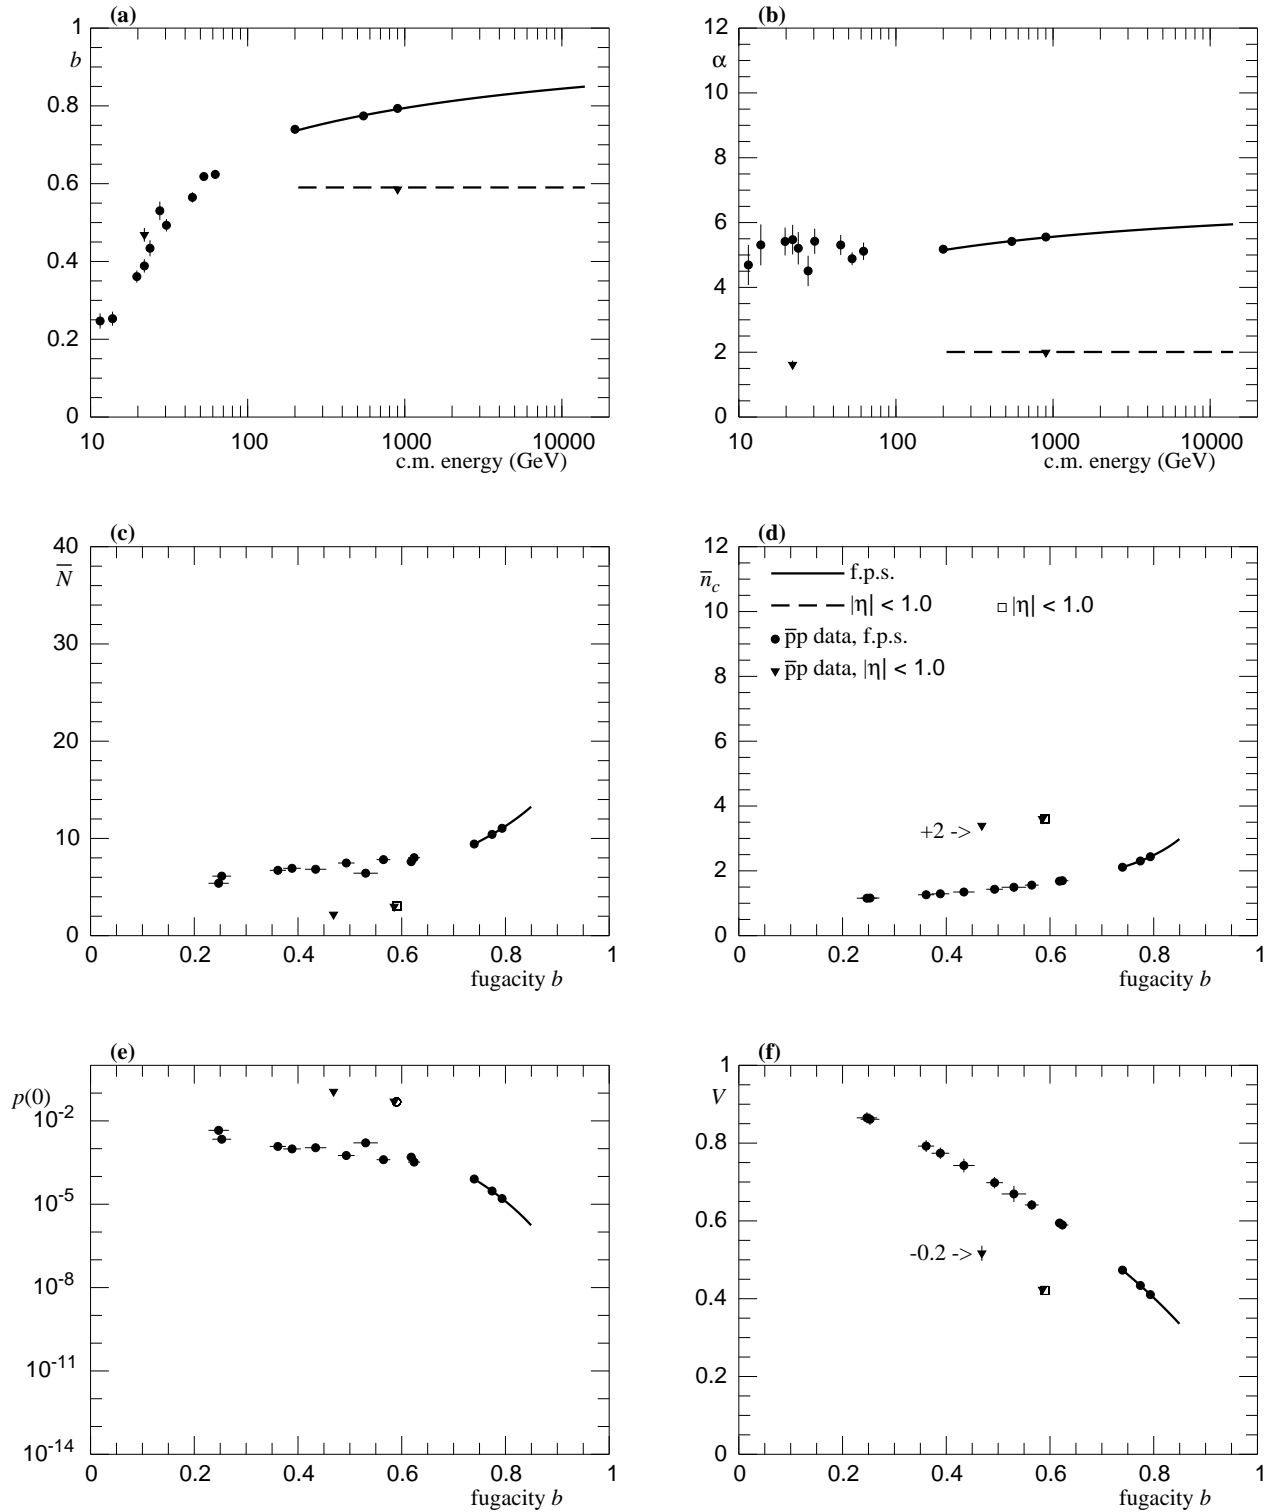 (a)
1
b
0.8
0.6
0.4
0.2
0
10 100 1000 10000
c.m. energy (GeV)
(b)
12
α
10
8
6
4
2
0
10 100 1000 10000
c.m. energy (GeV)
(c)
40
N̅
30
20
10
0
0 0.2 0.4 0.6 0.8 1
fugacity b
(d)
12
n̅c
10
8
6
4
2
0
f.p.s.
|η| < 1.0 |η| < 1.0
p̅p data, f.p.s.
p̅p data, |η| < 1.0
+2 ->
0 0.2 0.4 0.6 0.8 1
fugacity b
(e)
p(0)
10-2
10-5
10-8
10-11
10-14
0 0.2 0.4 0.6 0.8 1
fugacity b
(f)
1
V
0.8
0.6
0.4
0.2
0
-0.2 ->
0 0.2 0.4 0.6 0.8 1
fugacity b